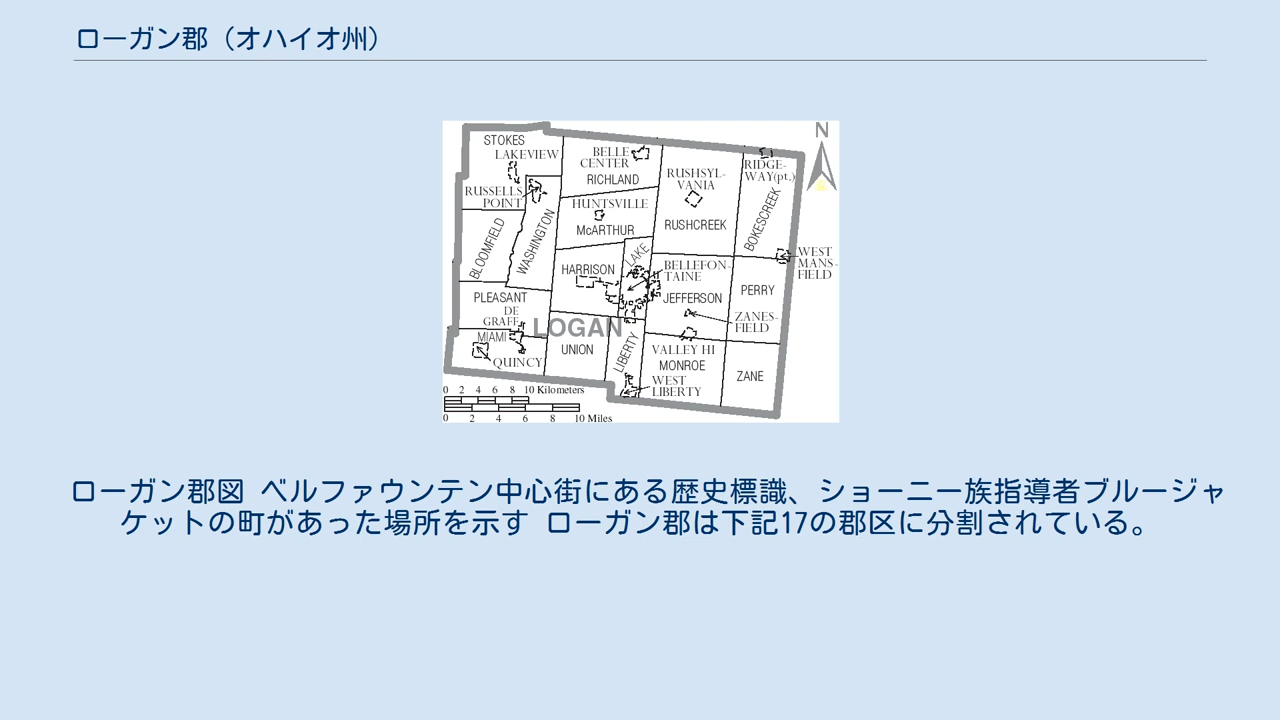 ローガン郡（オハイオ州）
N
STOKES
LAKEVIEW
BELLE
CENTER
RICHLAND
RIDGE-
WAY(pt.)
RUSHSYL-
VANIA
RUSSELLS
POINT
HUNTSVILLE
McARTHUR
RUSHCREEK
BOKESCREEK
BLOOMFIELD
WASHINGTON
LAKE
WEST
MANS-
FIELD
HARRISON
BELLEFON-
TAINE
JEFFERSON
PERRY
PLEASANT
DE
GRAFF
LOGAN
ZANES-
FIELD
MIAMI
QUINCY
UNION
LIBERTY
VALLEY HI
MONROE
ZANE
WEST
LIBERTY
0 2 4 6 8 10 Kilometers
0 2 4 6 8 10 Miles
ローガン郡図 ベルファウンテン中心街にある歴史標識、ショーニー族指導者ブルージャ
ケットの町があった場所を示す ローガン郡は下記17の郡区に分割されている。